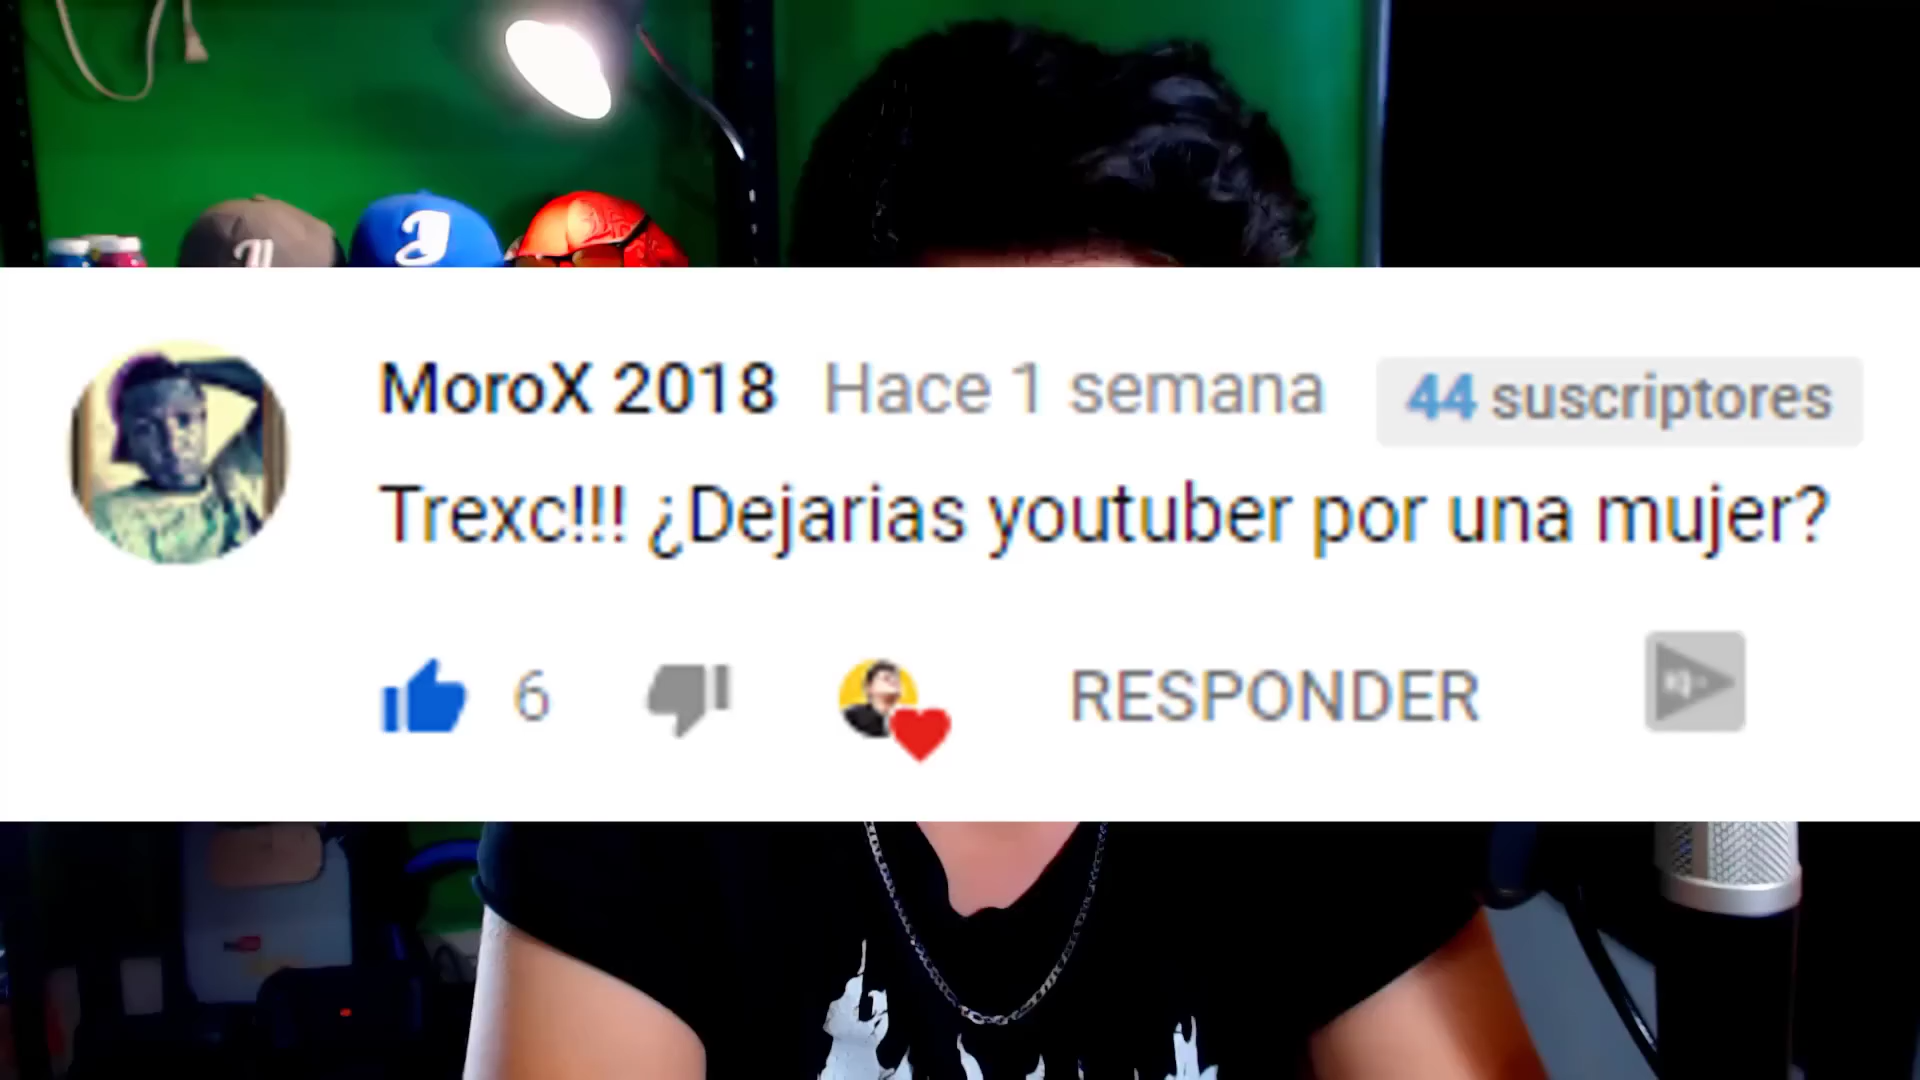 MoroX 2018 Hace 1 semana 44 suscriptores
Trexc!!! ¿Dejarias youtuber por una mujer?
6 RESPONDER